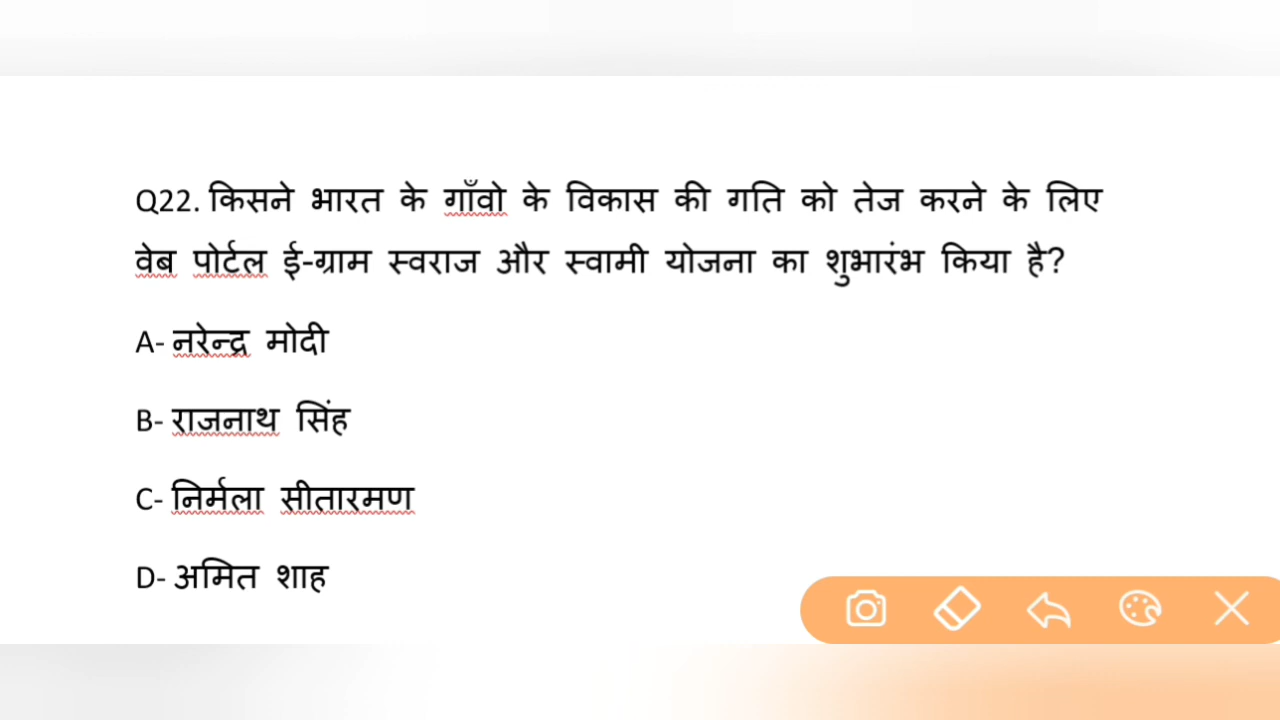 Q22. किसने भारत के गाँवो के विकास की गति को तेज करने के लिए
वेब पोर्टल ई-ग्राम स्वराज और स्वामी योजना का शुभारंभ किया है?
A- नरेन्द्र मोदी
B- राजनाथ सिंह
C- निर्मला सीतारमण
D- अमित शाह